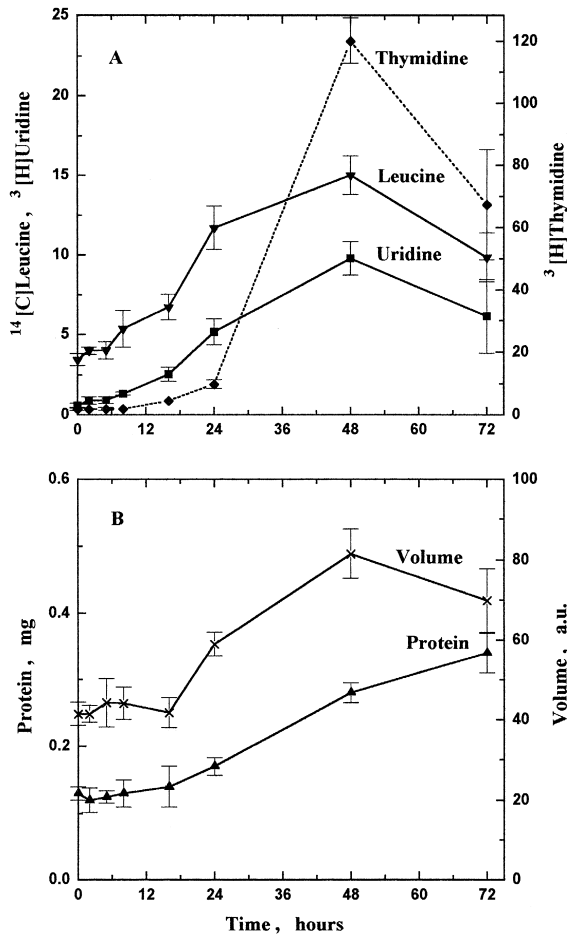 A
Thymidine
Leucine
Uridine
¹⁴[C]Leucine , ³[H]Uridine
³[H]Thymidine
25
20
15
10
5
0
120
100
80
60
40
20
0
0 12 24 36 48 60 72
B
Volume
Protein
Protein , mg
Volume , a.u.
0.6
0.4
0.2
0.0
100
80
60
40
20
0
0 12 24 36 48 60 72
Time , hours